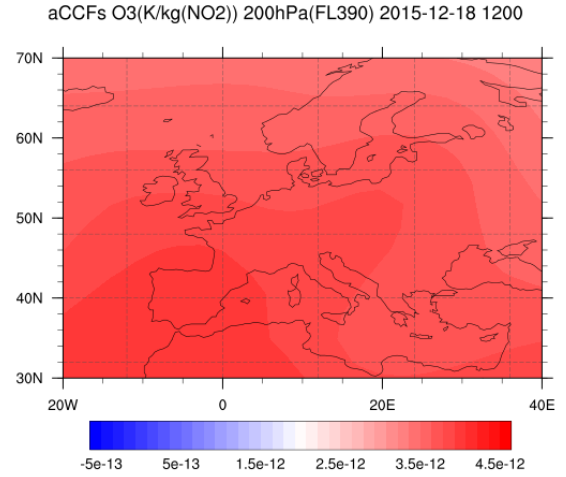 aCCFs O3(K/kg(NO2)) 200hPa(FL390) 2015-12-18 1200
70N
60N
50N
40N
30N
20W 0 20E 40E
-5e-13 5e-13 1.5e-12 2.5e-12 3.5e-12 4.5e-12